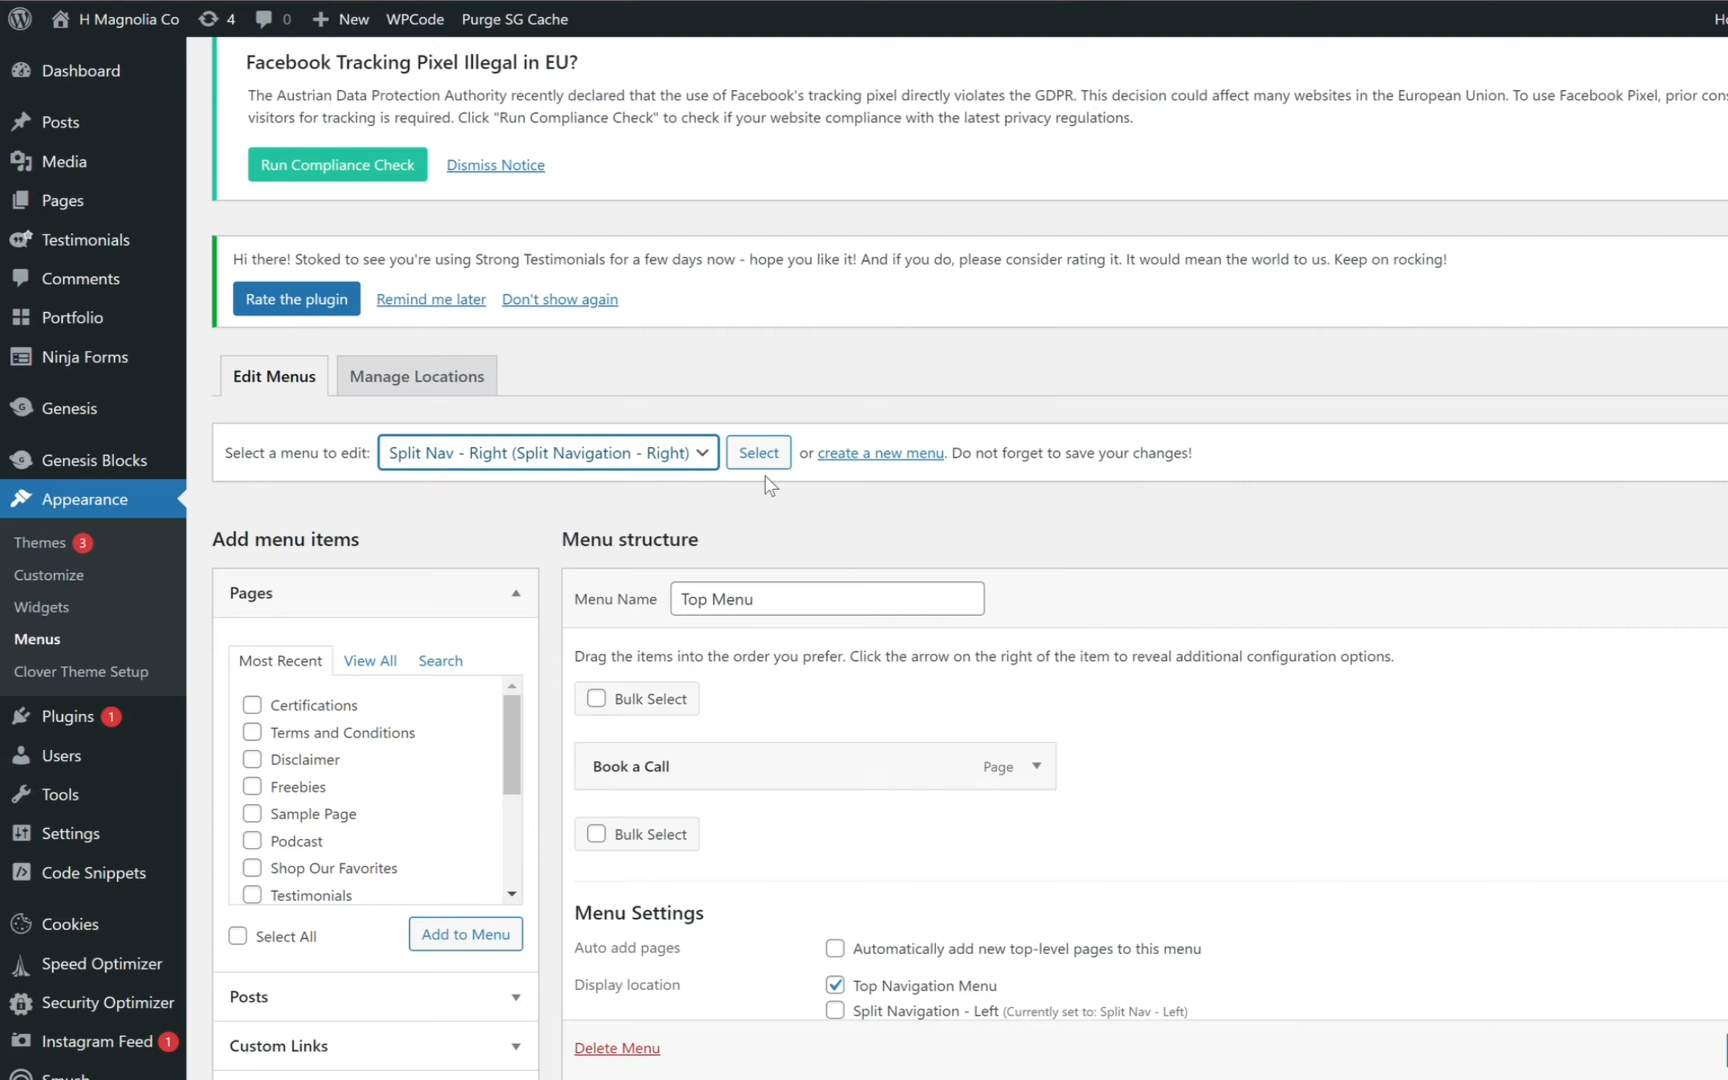 H Magnolia Co 4 0 New WPCode Purge SG Cache
Dashboard
Posts
Media
Pages
Testimonials
Comments
Portfolio
Ninja Forms
Genesis
Genesis Blocks
Appearance
Themes 3
Customize
Widgets
Menus
Clover Theme Setup
Plugins 1
Users
Tools
Settings
Code Snippets
Cookies
Speed Optimizer
Security Optimizer
Instagram Feed 1
Facebook Tracking Pixel Illegal in EU?
The Austrian Data Protection Authority recently declared that the use of Facebook's tracking pixel directly violates the GDPR. This decision could affect many websites in the European Union. To use Facebook Pixel, prior cons
visitors for tracking is required. Click "Run Compliance Check" to check if your website compliance with the latest privacy regulations.
Run Compliance Check Dismiss Notice
Hi there! Stoked to see you're using Strong Testimonials for a few days now - hope you like it! And if you do, please consider rating it. It would mean the world to us. Keep on rocking!
Rate the plugin Remind me later Don't show again
Edit Menus Manage Locations
Select a menu to edit: Split Nav - Right (Split Navigation - Right) Select or create a new menu. Do not forget to save your changes!
Add menu items
Pages
Most Recent View All Search
Certifications
Terms and Conditions
Disclaimer
Freebies
Sample Page
Podcast
Shop Our Favorites
Testimonials
Select All Add to Menu
Posts
Custom Links
Menu structure
Menu Name Top Menu
Drag the items into the order you prefer. Click the arrow on the right of the item to reveal additional configuration options.
Bulk Select
Book a Call Page
Bulk Select
Menu Settings
Auto add pages Automatically add new top-level pages to this menu
Display location Top Navigation Menu
Split Navigation - Left (Currently set to: Split Nav - Left)
Delete Menu